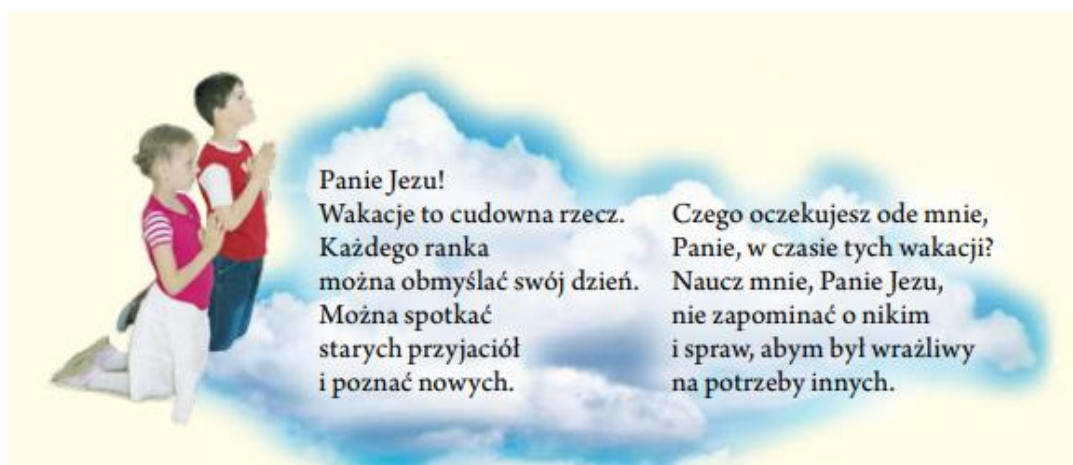 Panie Jezu!
Wakacje to cudowna rzecz.
Każdego ranka
można obmyślać swój dzień.
Można spotkać
starych przyjaciół
i poznać nowych.
Czego oczekujesz ode mnie,
Panie, w czasie tych wakacji?
Naucz mnie, Panie Jezu,
nie zapominać o nikim
i spraw, abym był wrażliwy
na potrzeby innych.